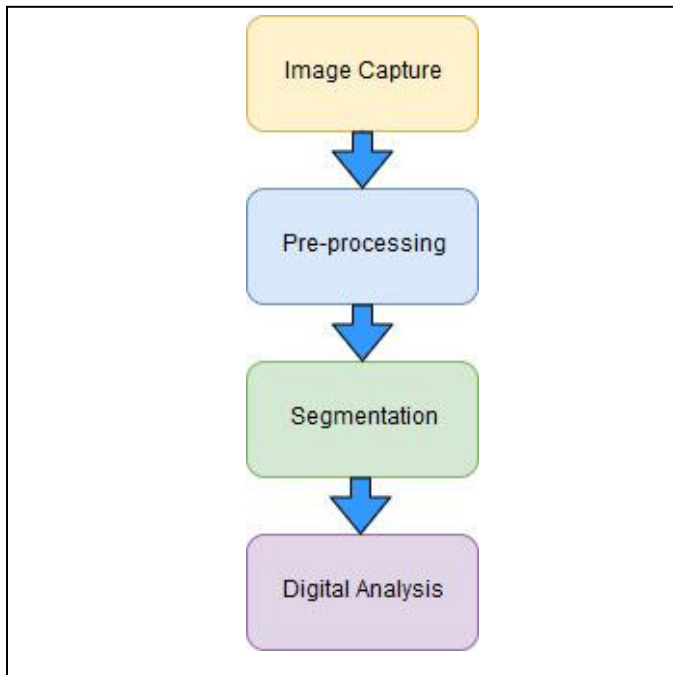 Image Capture
Pre-processing
Segmentation
Digital Analysis